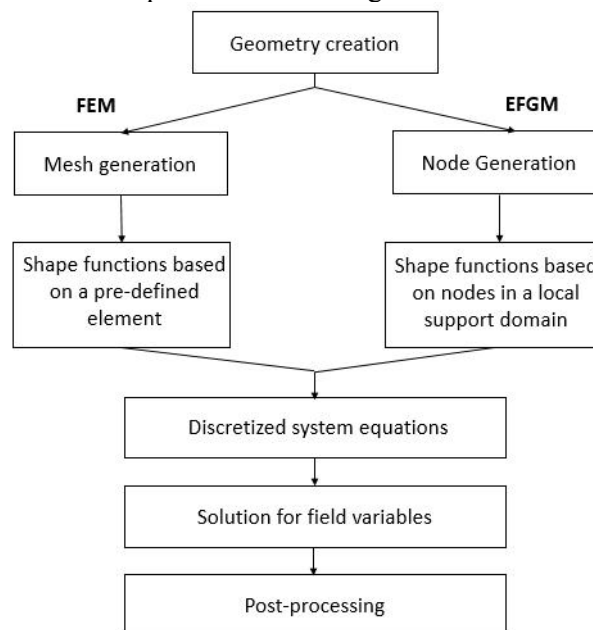 Geometry creation
FEM
EFGM
Mesh generation
Node Generation
Shape functions based
on a pre-defined
element
Shape functions based
on nodes in a local
support domain
Discretized system equations
Solution for field variables
Post-processing